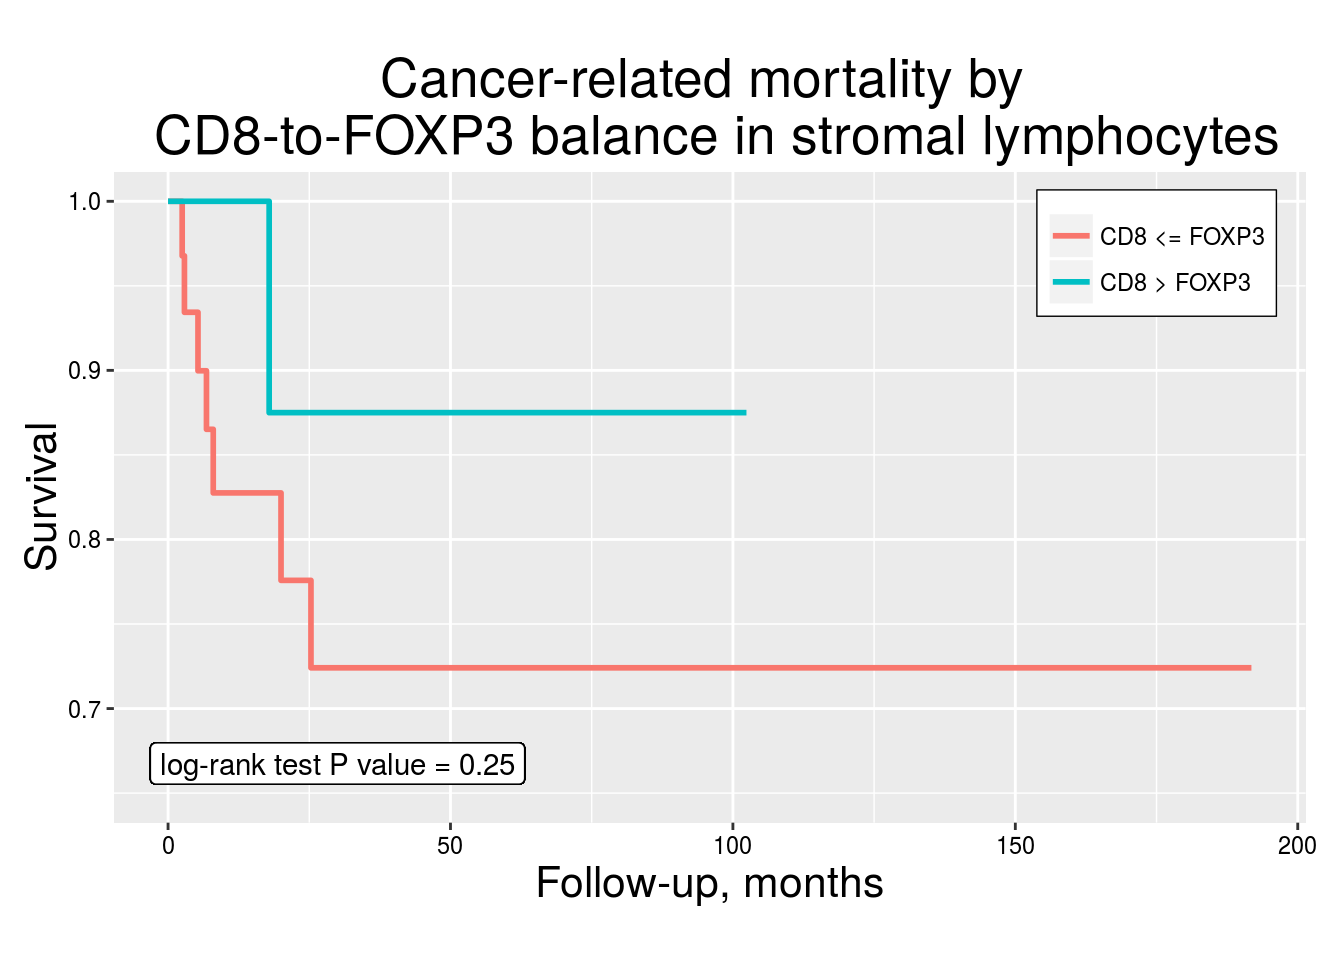 Cancer-related mortality by
CD8-to-FOXP3 balance in stromal lymphocytes
1.0
0.9
0.8
0.7
Survival
CD8 <= FOXP3
CD8 > FOXP3
log-rank test P value = 0.25
0 50 100 150 200
Follow-up, months